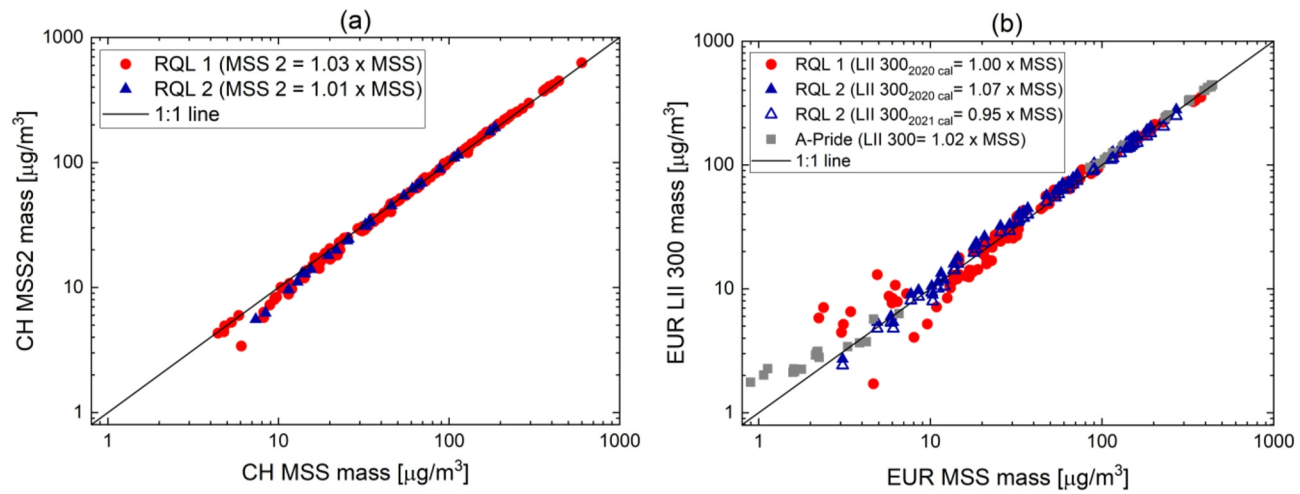 (a)
1000
100
10
1
CH MSS2 mass [μg/m³]
RQL 1 (MSS 2 = 1.03 x MSS)
RQL 2 (MSS 2 = 1.01 x MSS)
1:1 line
1
10
100
1000
CH MSS mass [μg/m³]
(b)
1000
100
10
1
EUR LII 300 mass [μg/m³]
RQL 1 (LII 300₂₀₂₀ cal = 1.00 x MSS)
RQL 2 (LII 300₂₀₂₀ cal = 1.07 x MSS)
RQL 2 (LII 300₂₀₂₁ cal= 0.95 x MSS)
A-Pride (LII 300= 1.02 x MSS)
1:1 line
1
10
100
1000
EUR MSS mass [μg/m³]